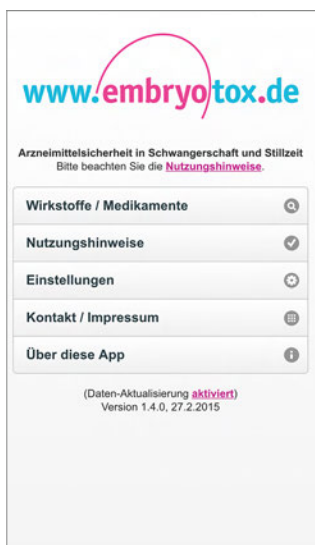 www.embryotox.de
Arzneimittelsicherheit in Schwangerschaft und Stillzeit
Bitte beachten Sie die Nutzungshinweise.
Wirkstoffe / Medikamente
Nutzungshinweise
Einstellungen
Kontakt / Impressum
Über diese App
(Daten-Aktualisierung aktiviert)
Version 1.4.0, 27.2.2015